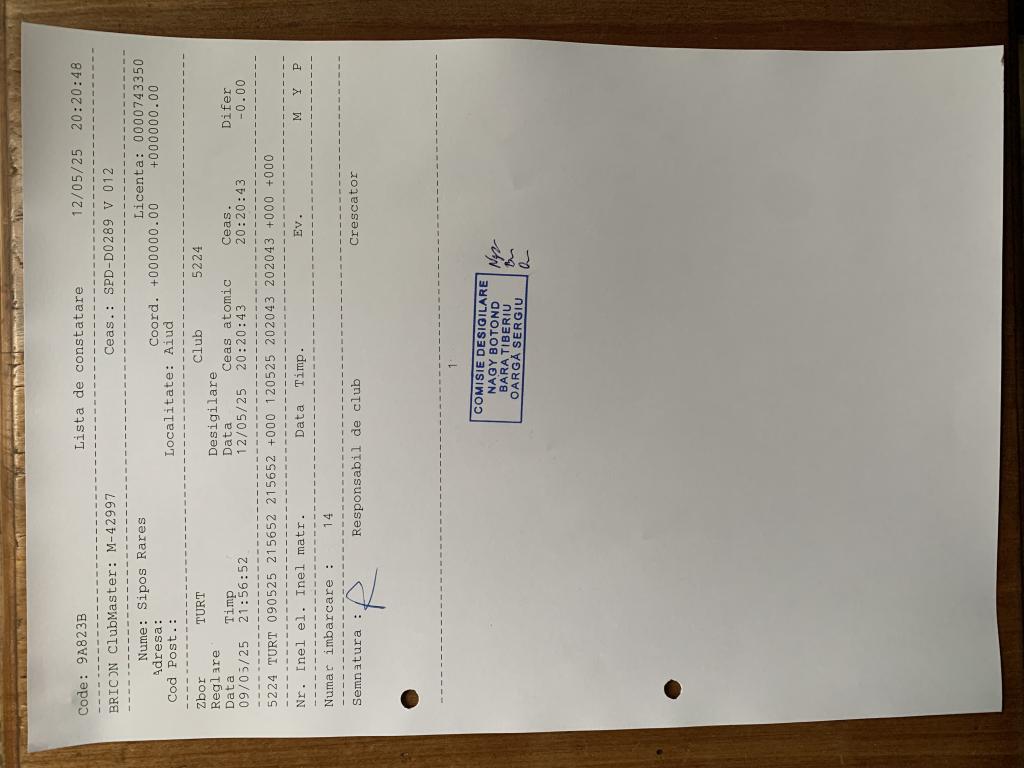 Code: 9A823B Lista de constatare 12/05/25 20:20:48
BRICON ClubMaster: M-42997 Ceas.: SPD-D0289 V 012
Nume: Sipos Rares Licenta: 0000743350
Adresa: Coord. +000000.00 +000000.00
Cod Post.: Localitate: Aiud
Zbor TURT Club 5224
Reglare Desigilare
Data Timp Data Ceas atomic Ceas. Difer
09/05/25 21:56:52 12/05/25 20:20:43 20:20:43 -0.00
5224 TURT 090525 215652 215652 +000 120525 202043 202043 +000 +000
Nr. Inel el. Inel matr. Data Timp. Ev. M Y P
Numar imbarcare : 14
Semnatura : Responsabil de club Crescator
1
COMISIE DESIGILARE
NAGY BOTOND
BARA TIBERIU
OARGĂ SERGIU